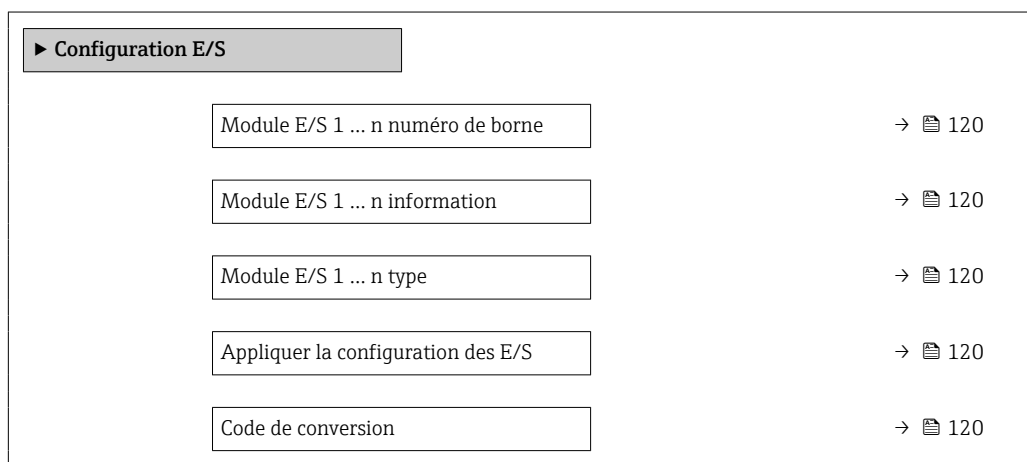 ▶ Configuration E/S
Module E/S 1 … n numéro de borne → 120
Module E/S 1 … n information → 120
Module E/S 1 … n type → 120
Appliquer la configuration des E/S → 120
Code de conversion → 120